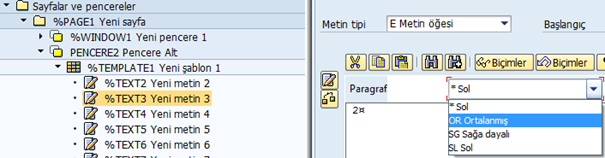 Sayfalar ve pencereler
%PAGE1 Yeni sayfa
%WINDOW1 Yeni pencere 1
PENCERE2 Pencere Alt
%TEMPLATE1 Yeni şablon 1
%TEXT2 Yeni metin 2
%TEXT3 Yeni metin 3
%TEXT4 Yeni metin 4
%TEXT5 Yeni metin 5
%TEXT6 Yeni metin 6
Metin tipi E Metin öğesi Başlangıç
Biçimler Biçimler
Paragraf * Sol
* Sol
OR Ortalanmış
SG Sağa dayalı
SL Sol
2¤